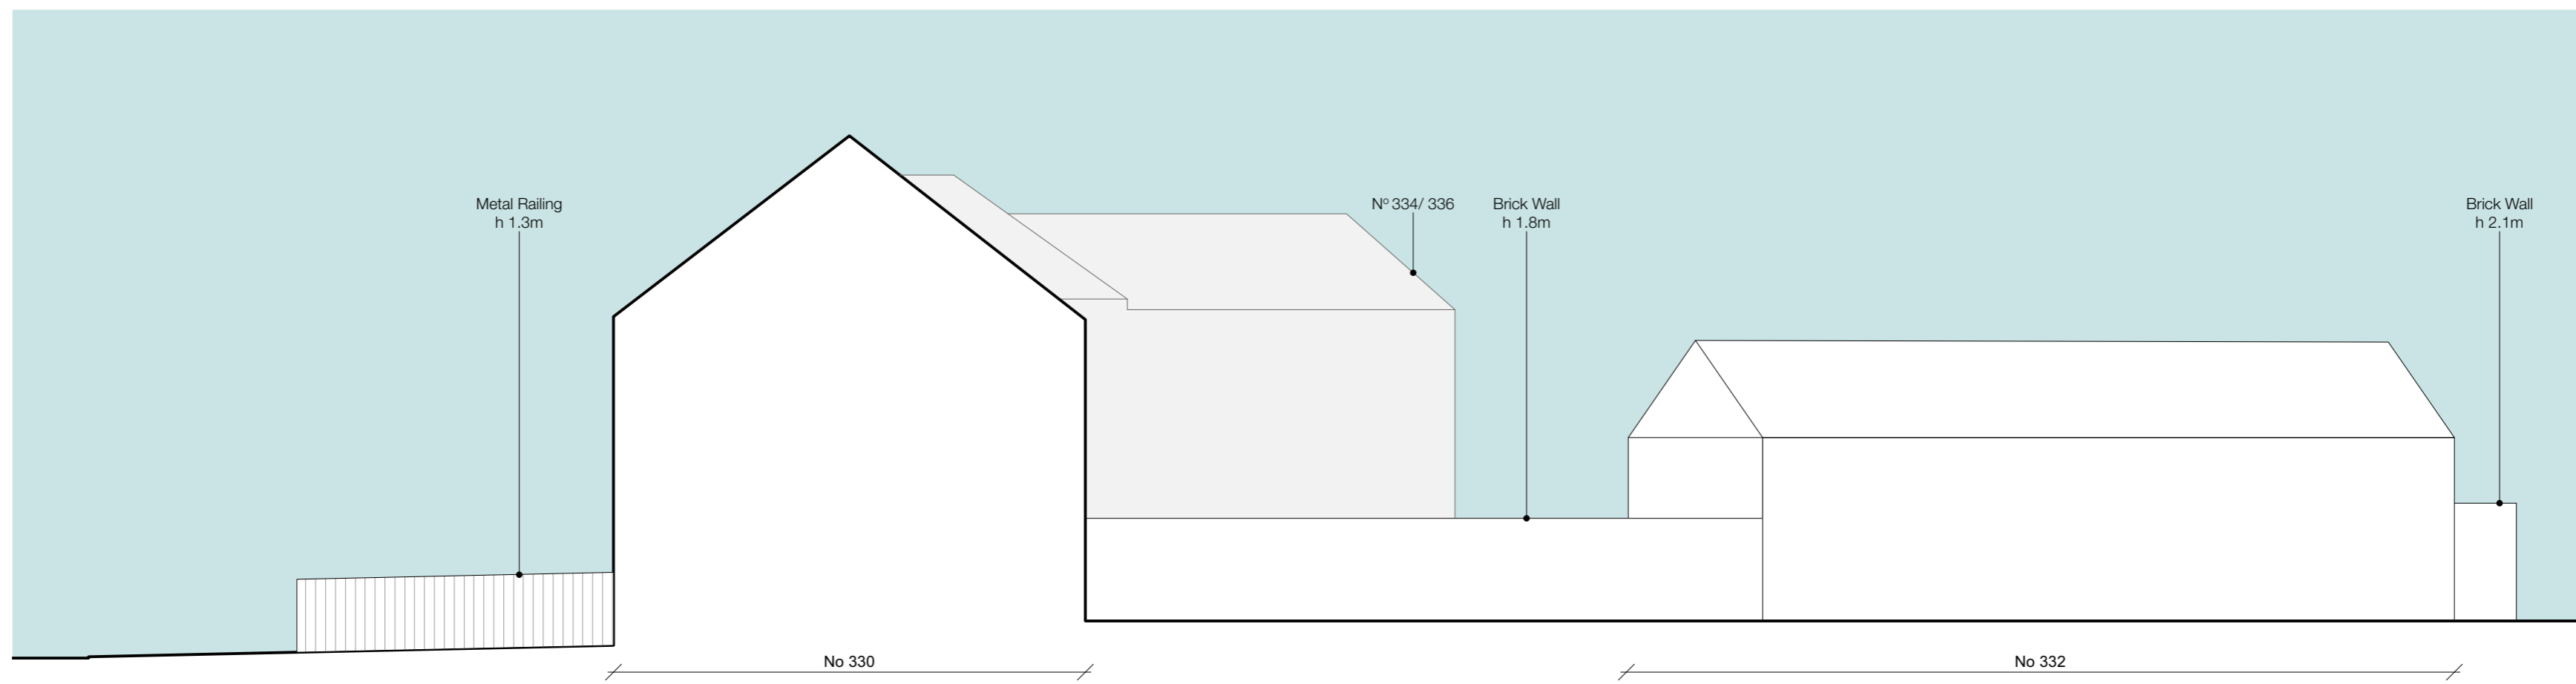 Metal Railing
h 1.3m
Nº 334/ 336
Brick Wall
h 1.8m
Brick Wall
h 2.1m
No 330
No 332